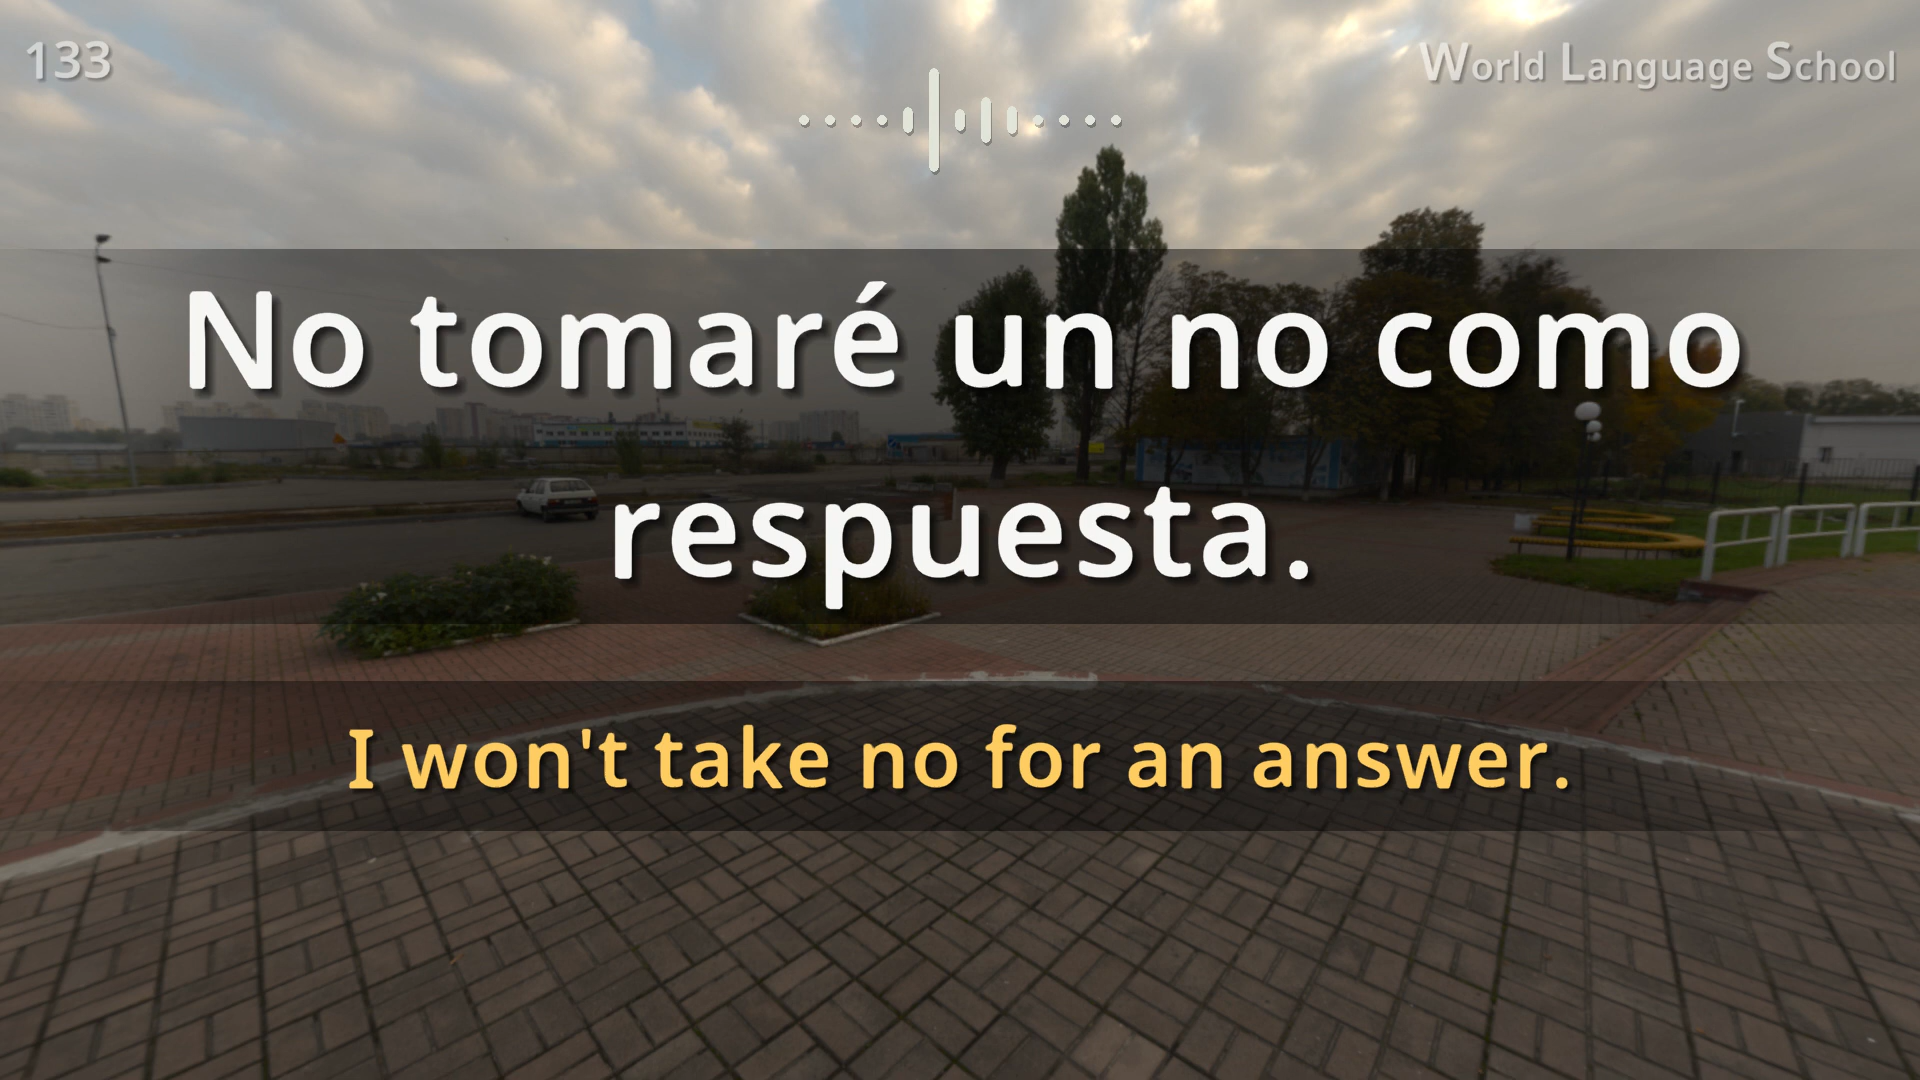 133
World Language School
No tomaré un no como
respuesta.
I won't take no for an answer.